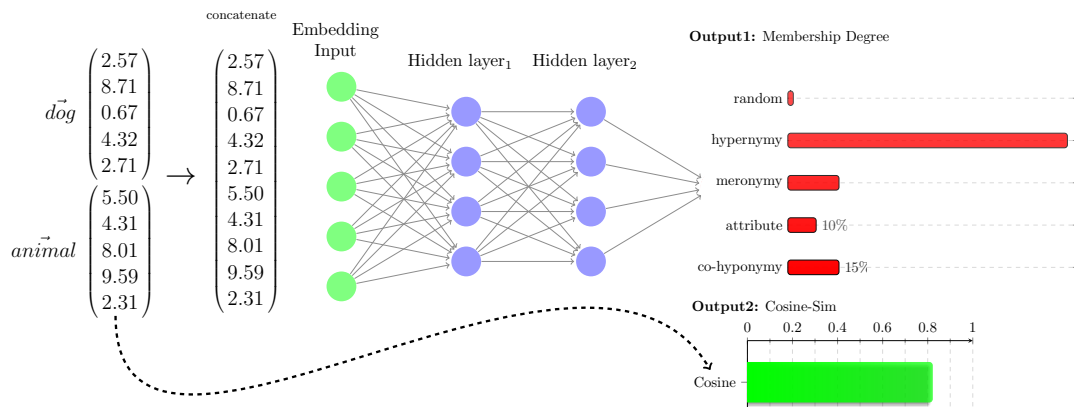 concatenate
dog
2.57
8.71
0.67
4.32
2.71
animal
5.50
4.31
8.01
9.59
2.31
→
2.57
8.71
0.67
4.32
2.71
5.50
4.31
8.01
9.59
2.31
Embedding
Input
Hidden layer₁
Hidden layer₂
Output1: Membership Degree
random
hypernymy
meronymy
attribute 10%
co-hyponymy 15%
Output2: Cosine-Sim
0 0.2 0.4 0.6 0.8 1
Cosine